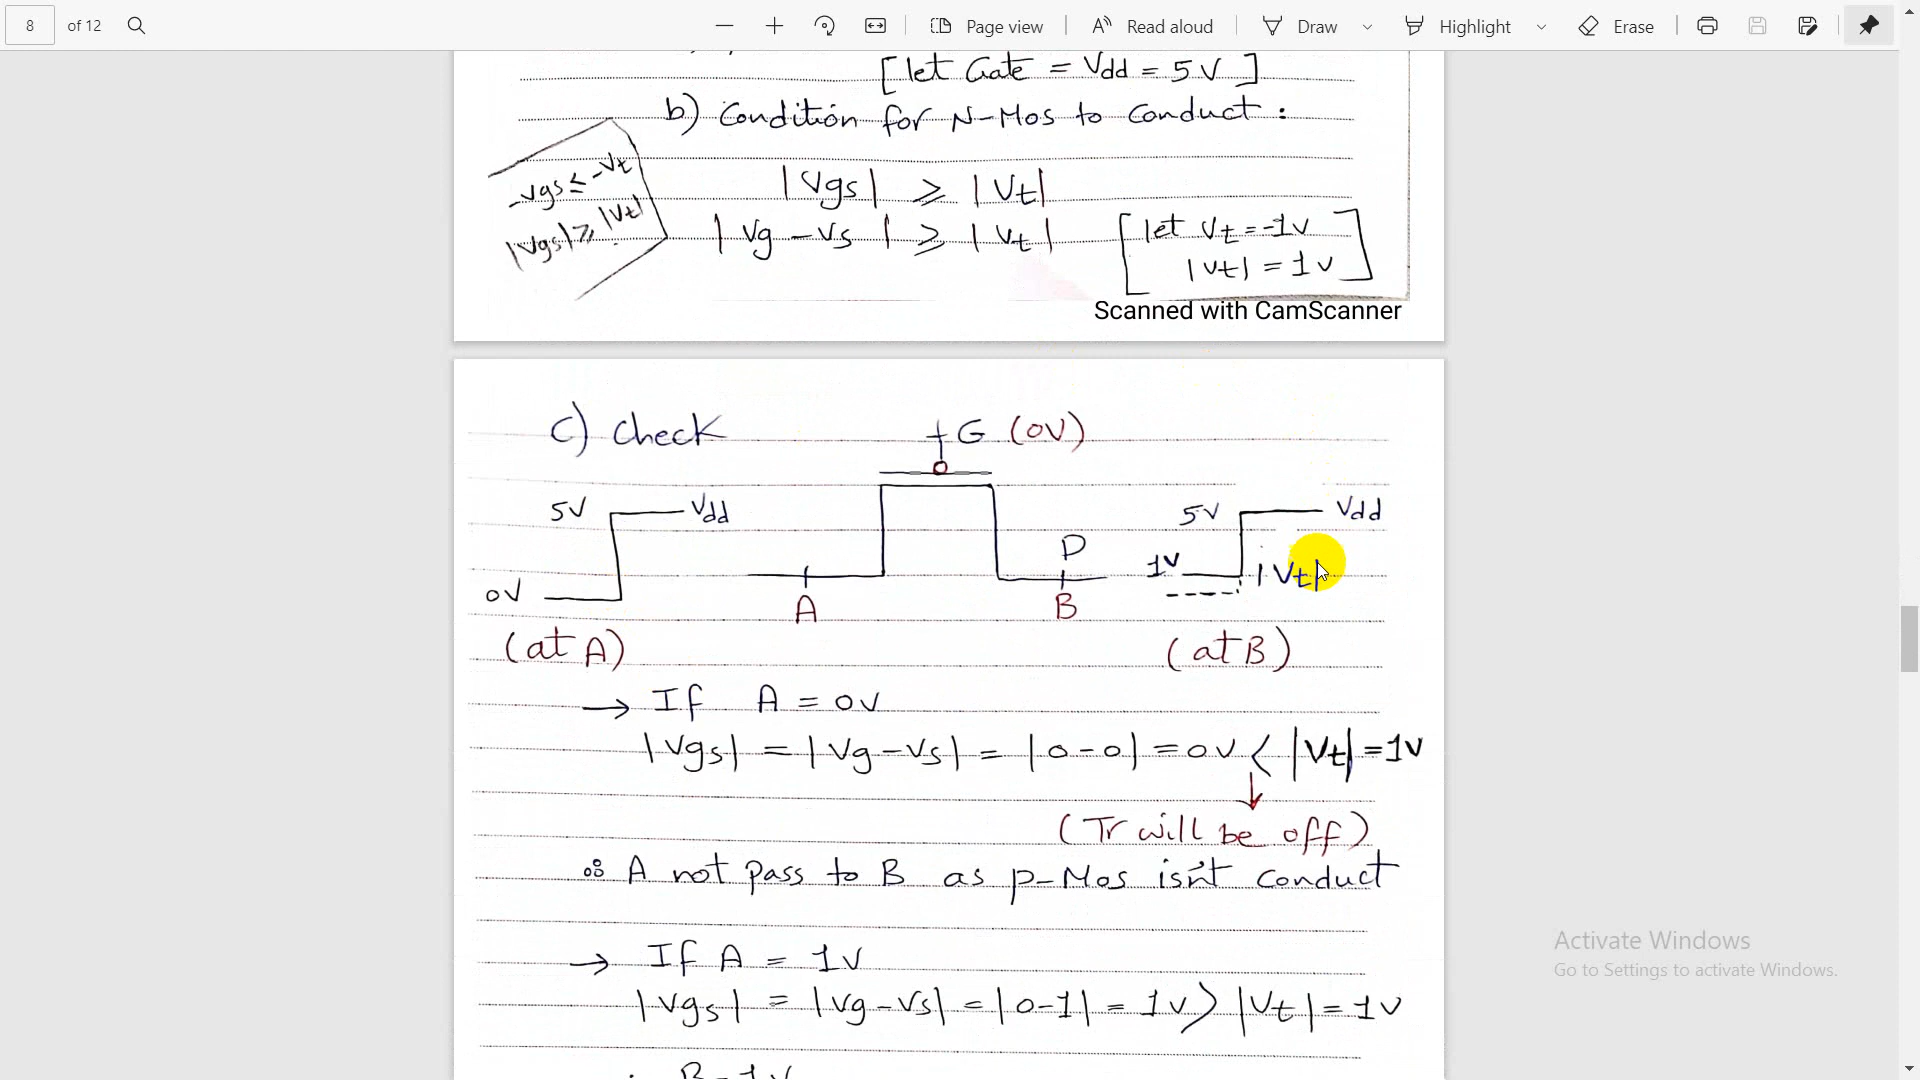 8 of 12 Page view Read aloud Draw Highlight Erase
[let Gate = Vdd = 5V]
b) Condition for N-Mos to Conduct :
-Vgs ≤ -Vt
|Vgs| ≥ |Vt|
|Vgs| ≥ |Vt|
|Vg - Vs| ≥ |Vt|
[let Vt = -1V
|Vt| = 1V]
Scanned with CamScanner
C) Check
G (0V)
5V Vdd
0V
(at A)
A
P
B
5V Vdd
1V |Vt|
(at B)
→ If A = 0V
|Vgs| = |Vg-Vs| = |0-0| = 0V < |Vt| = 1V
(Tr will be off)
∴ A not pass to B as p-Mos isn't Conduct
→ If A = 1V
|Vgs| = |Vg-Vs| = |0-1| = 1V > |Vt| = 1V
Activate Windows
Go to Settings to activate Windows.